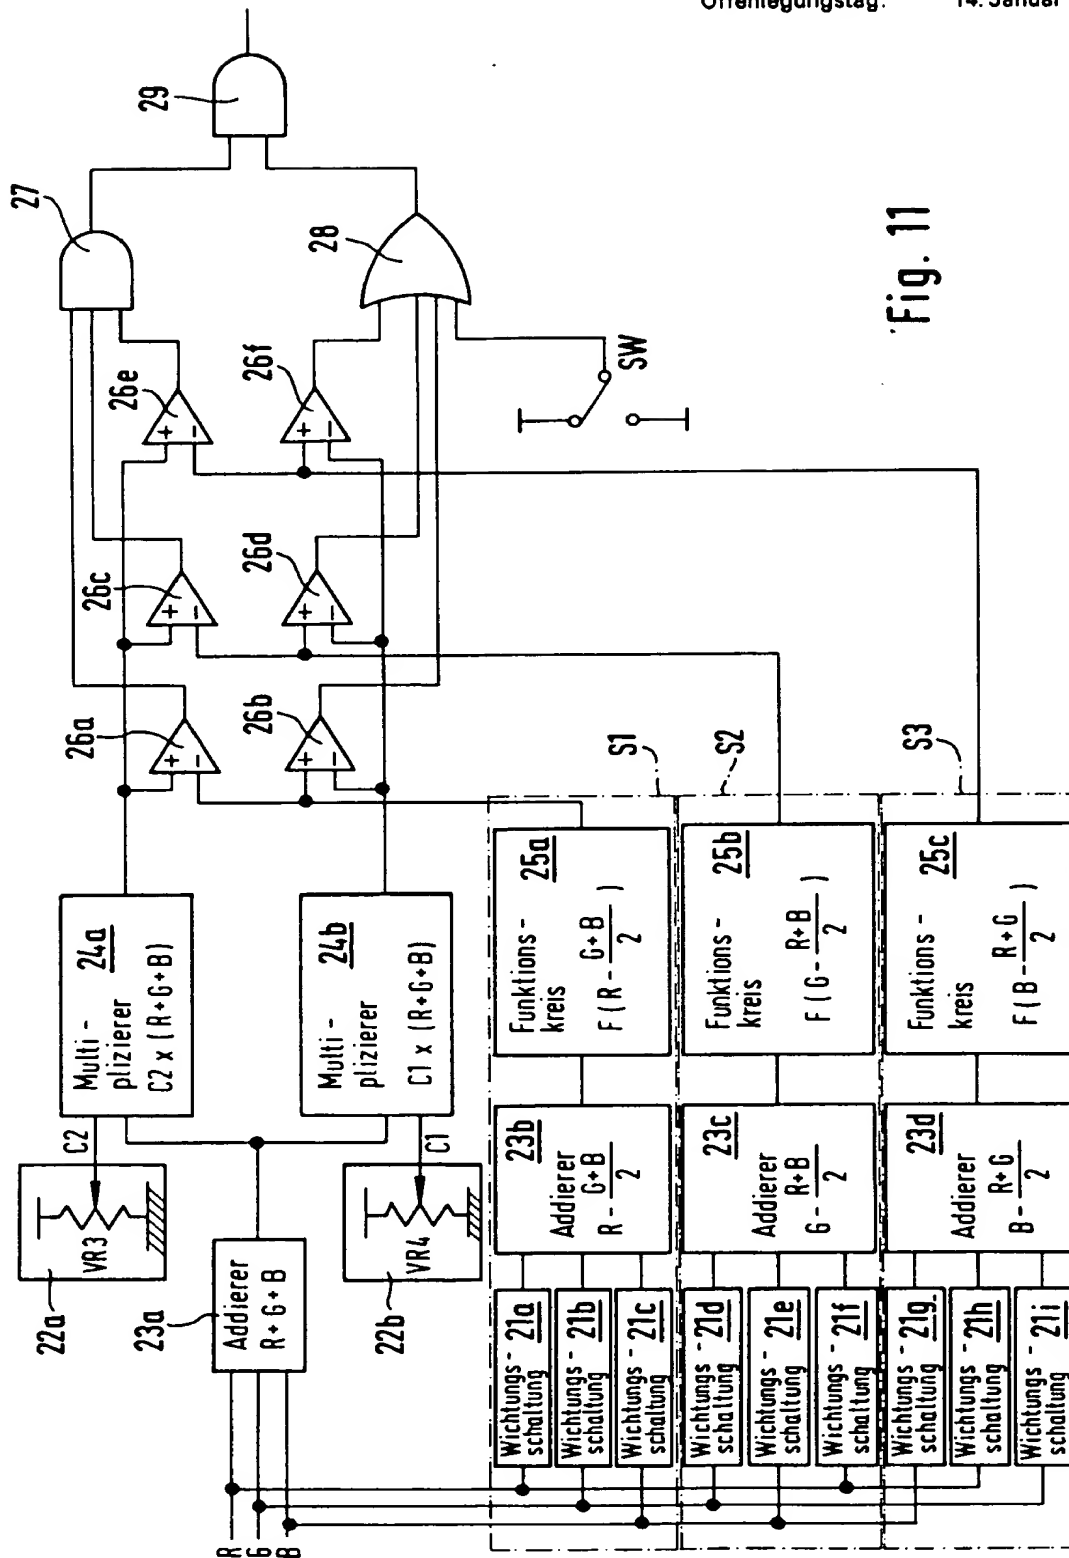 Offenlegungstag: 14. Januar
R
G
B
22a
VR3
C2
23a
Addierer
R + G + B
22b
VR4
C1
Multi -
plizierer
24a
C2 x (R+G+B)
Multi -
plizierer
24b
C1 x (R+G+B)
26a
+
−
26b
+
−
26c
+
−
26d
+
−
26e
+
−
26f
+
−
27
28
29
SW
S1
Wichtungs -
schaltung
21a
Wichtungs -
schaltung
21b
Wichtungs -
schaltung
21c
23b
Addierer
R - G+B
2
Funktions -
kreis
25a
F ( R - G+B )
2
S2
Wichtungs -
schaltung
21d
Wichtungs -
schaltung
21e
Wichtungs -
schaltung
21f
23c
Addierer
G - R+B
2
Funktions -
kreis
25b
F ( G - R+B )
2
S3
Wichtungs -
schaltung
21g
Wichtungs -
schaltung
21h
Wichtungs -
schaltung
21i
23d
Addierer
B - R+G
2
Funktions -
kreis
25c
F ( B - R+G )
2
Fig. 11